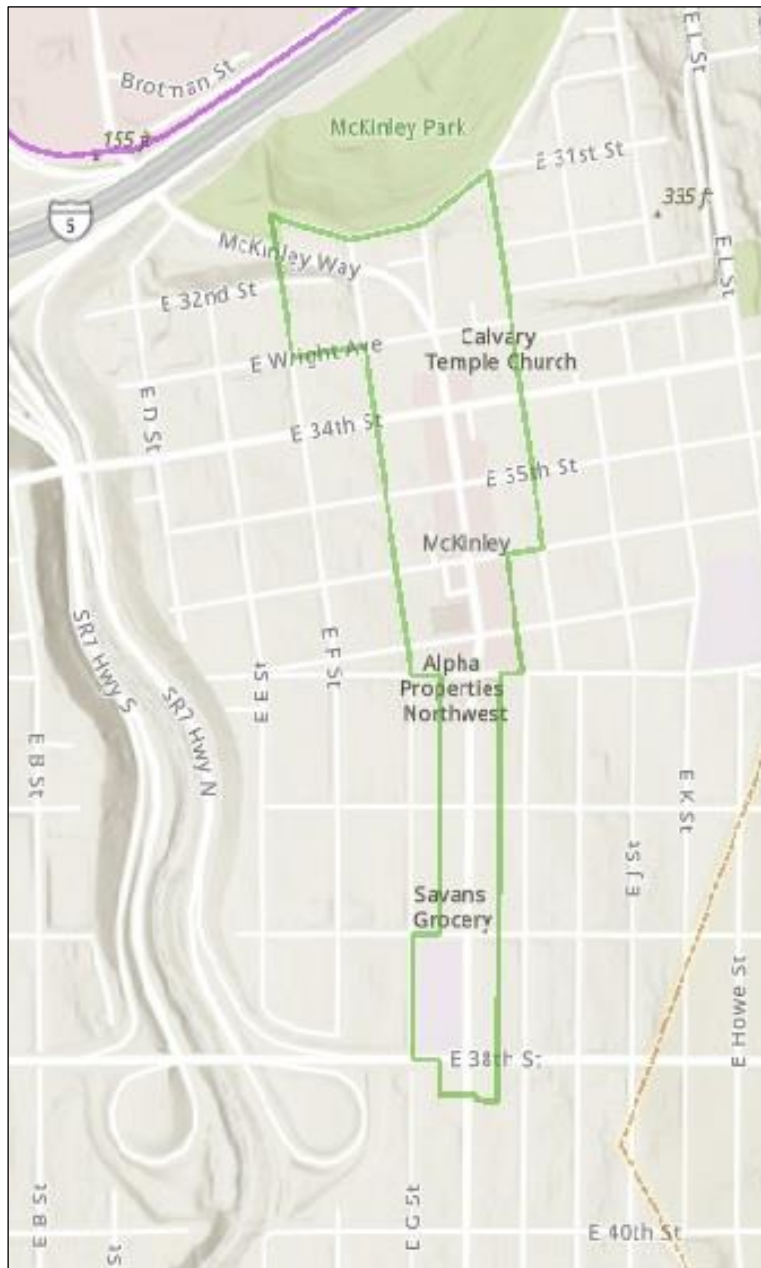 E L St
Brotman St
155 ft
McKinley Park
E 31st St
335 ft
5
McKinley Way
E L St
E 32nd St
Calvary
Temple Church
E Wright Ave
E D St
E 34th St
E 35th St
McKinley
SR7 Hwy S
E F St
E E St
Alpha
Properties
Northwest
SR7 Hwy N
E B St
E K St
E J St
Savans
Grocery
E Howe St
E 38th St
E B St
E G St
E 40th St
St